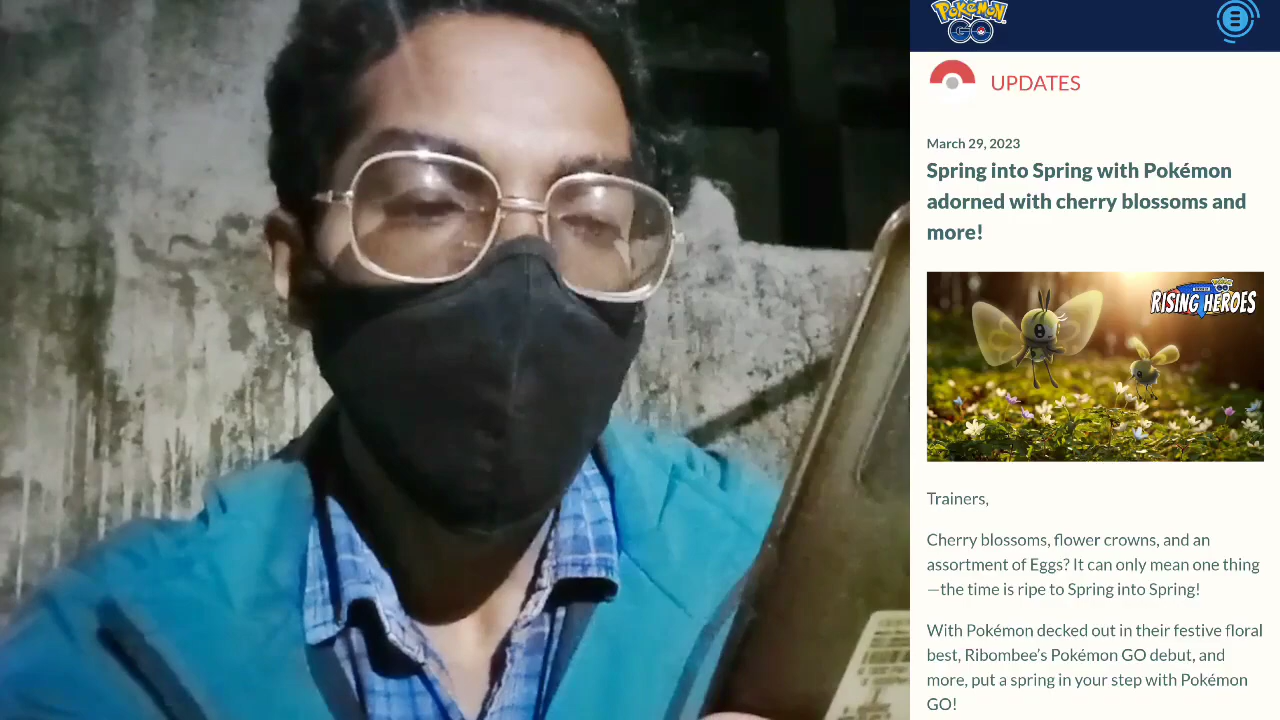 POKÉMON
GO
UPDATES
March 29, 2023
Spring into Spring with Pokémon
adorned with cherry blossoms and
more!
RISING HEROES
Trainers,
Cherry blossoms, flower crowns, and an
assortment of Eggs? It can only mean one thing
—the time is ripe to Spring into Spring!
With Pokémon decked out in their festive floral
best, Ribombee's Pokémon GO debut, and
more, put a spring in your step with Pokémon
GO!